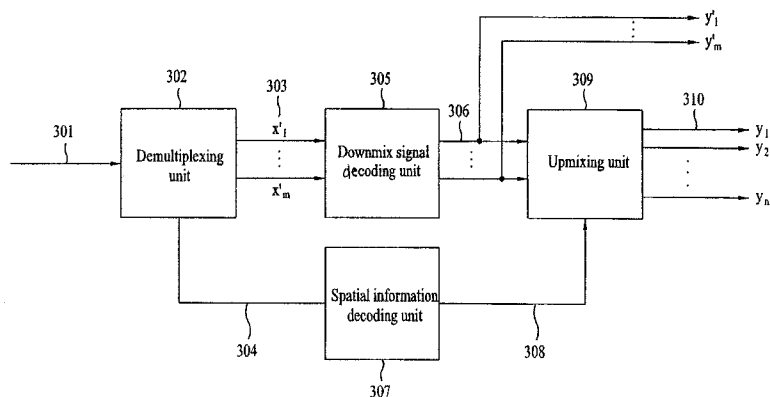 y'1
y'm
302
303
305
309
306
310
301
x'1
y1
Demultiplexing
unit
Downmix signal
decoding unit
Upmixing unit
y2
x'm
yn
Spatial information
decoding unit
304
308
307